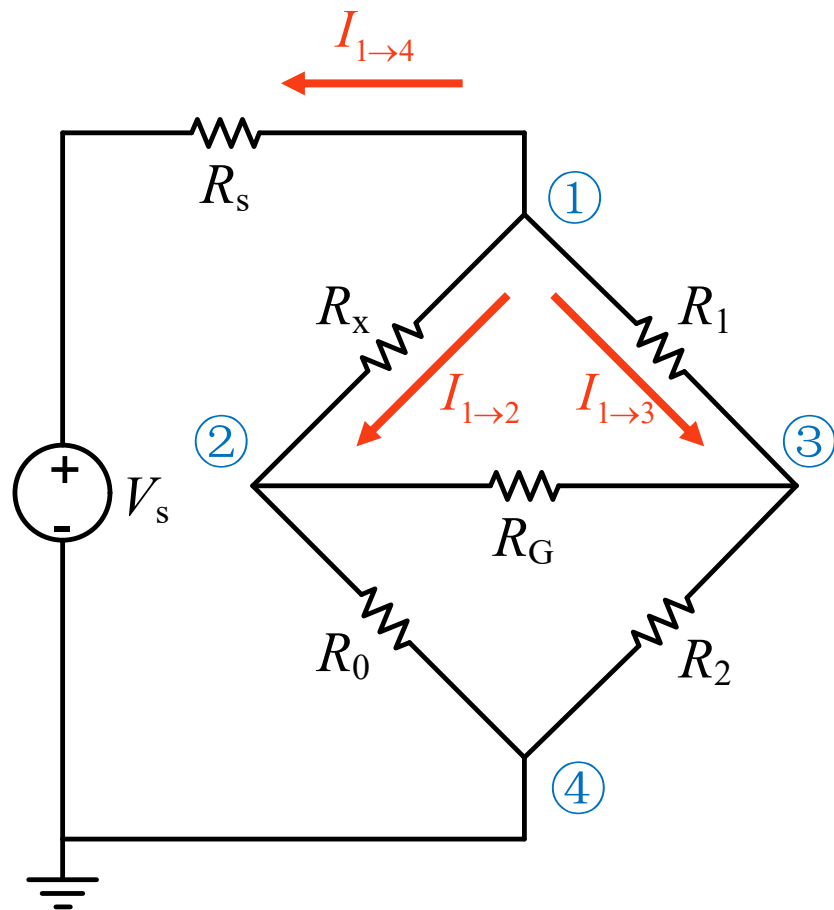 I1→4
Rs
①
Rx
R1
I1→2
I1→3
②
③
+
Vs
-
RG
R0
R2
④